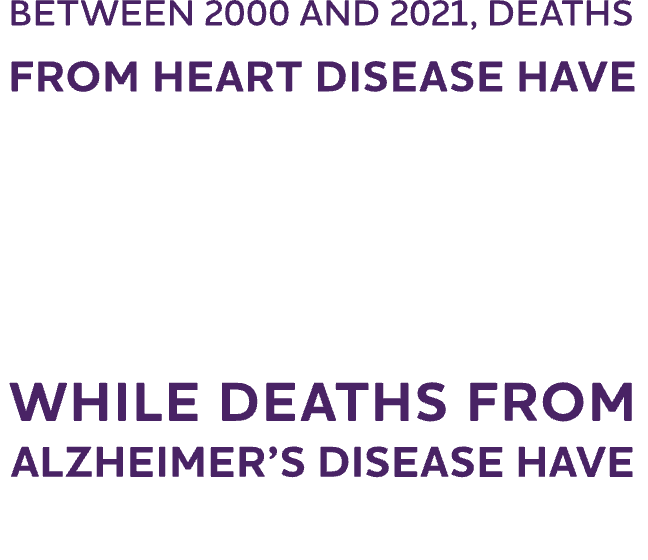 BETWEEN 2000 AND 2021, DEATHS
FROM HEART DISEASE HAVE
WHILE DEATHS FROM
ALZHEIMER’S DISEASE HAVE